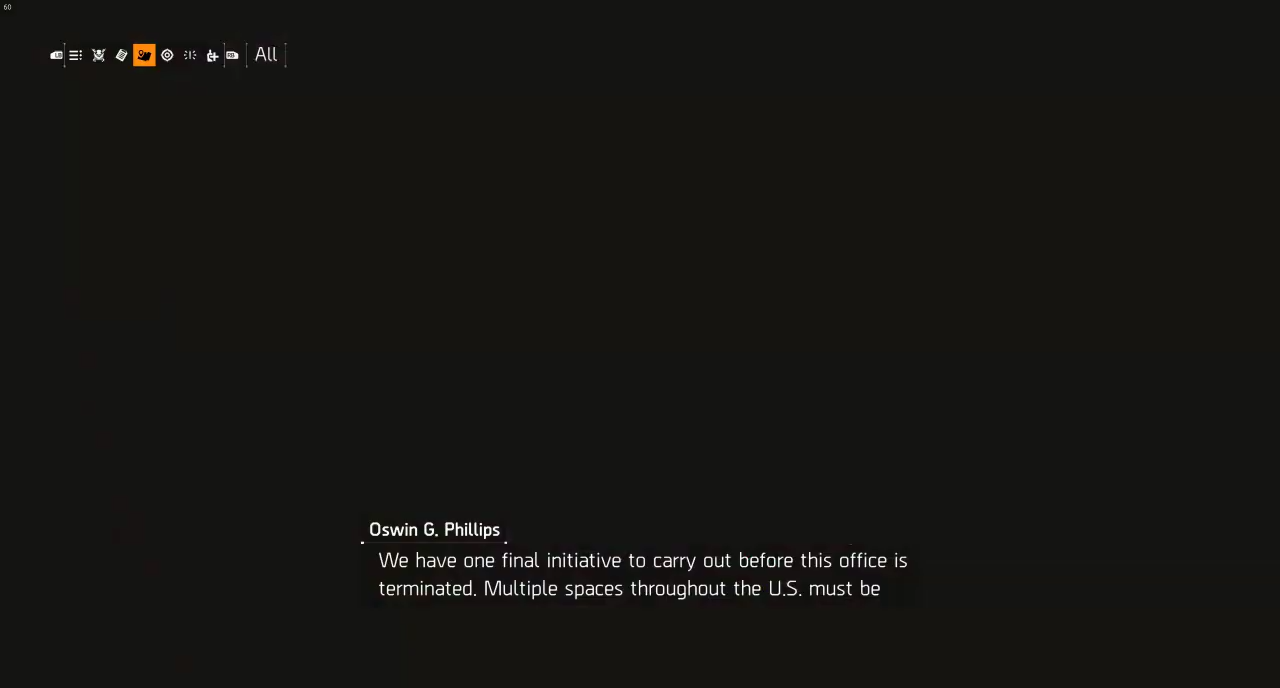 60
All
Oswin G. Phillips
We have one final initiative to carry out before this office is
terminated. Multiple spaces throughout the U.S. must be